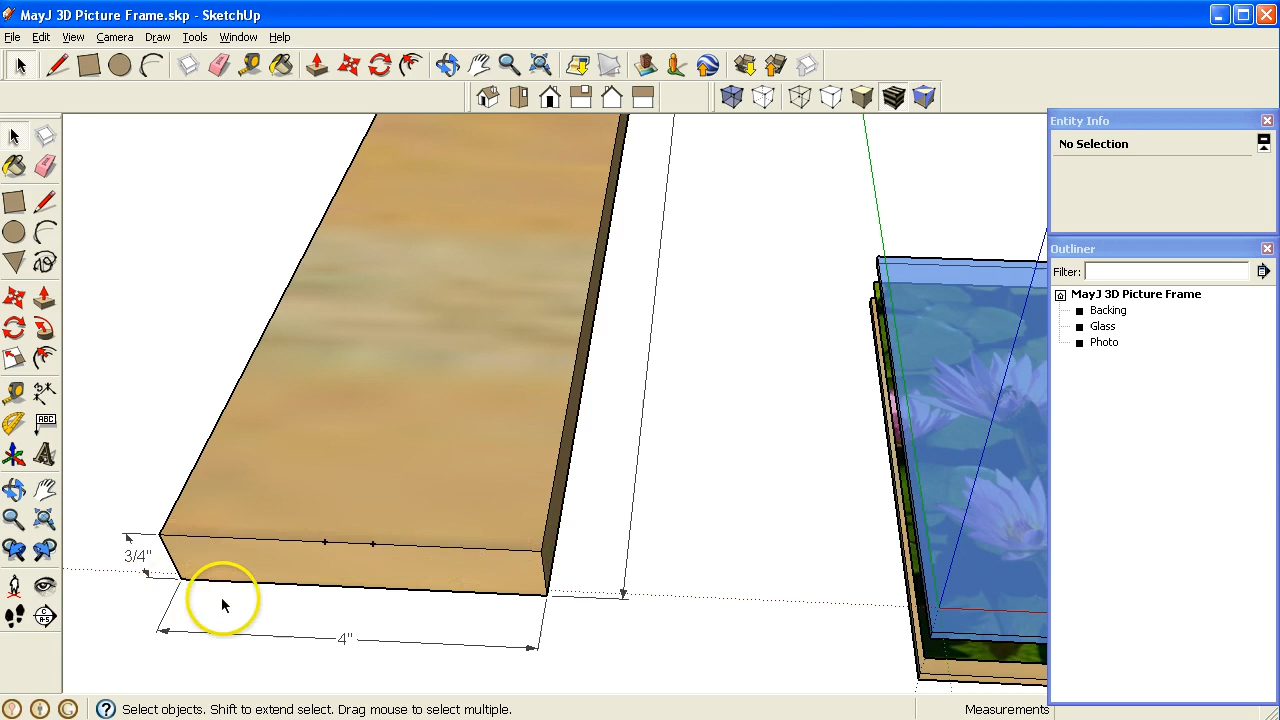 MayJ 3D Picture Frame.skp - SketchUp
File Edit View Camera Draw Tools Window Help
Entity Info
No Selection
Outliner
Filter:
MayJ 3D Picture Frame
Backing
Glass
Photo
3/4"
4"
ABC
Select objects. Shift to extend select. Drag mouse to select multiple.
Measurements